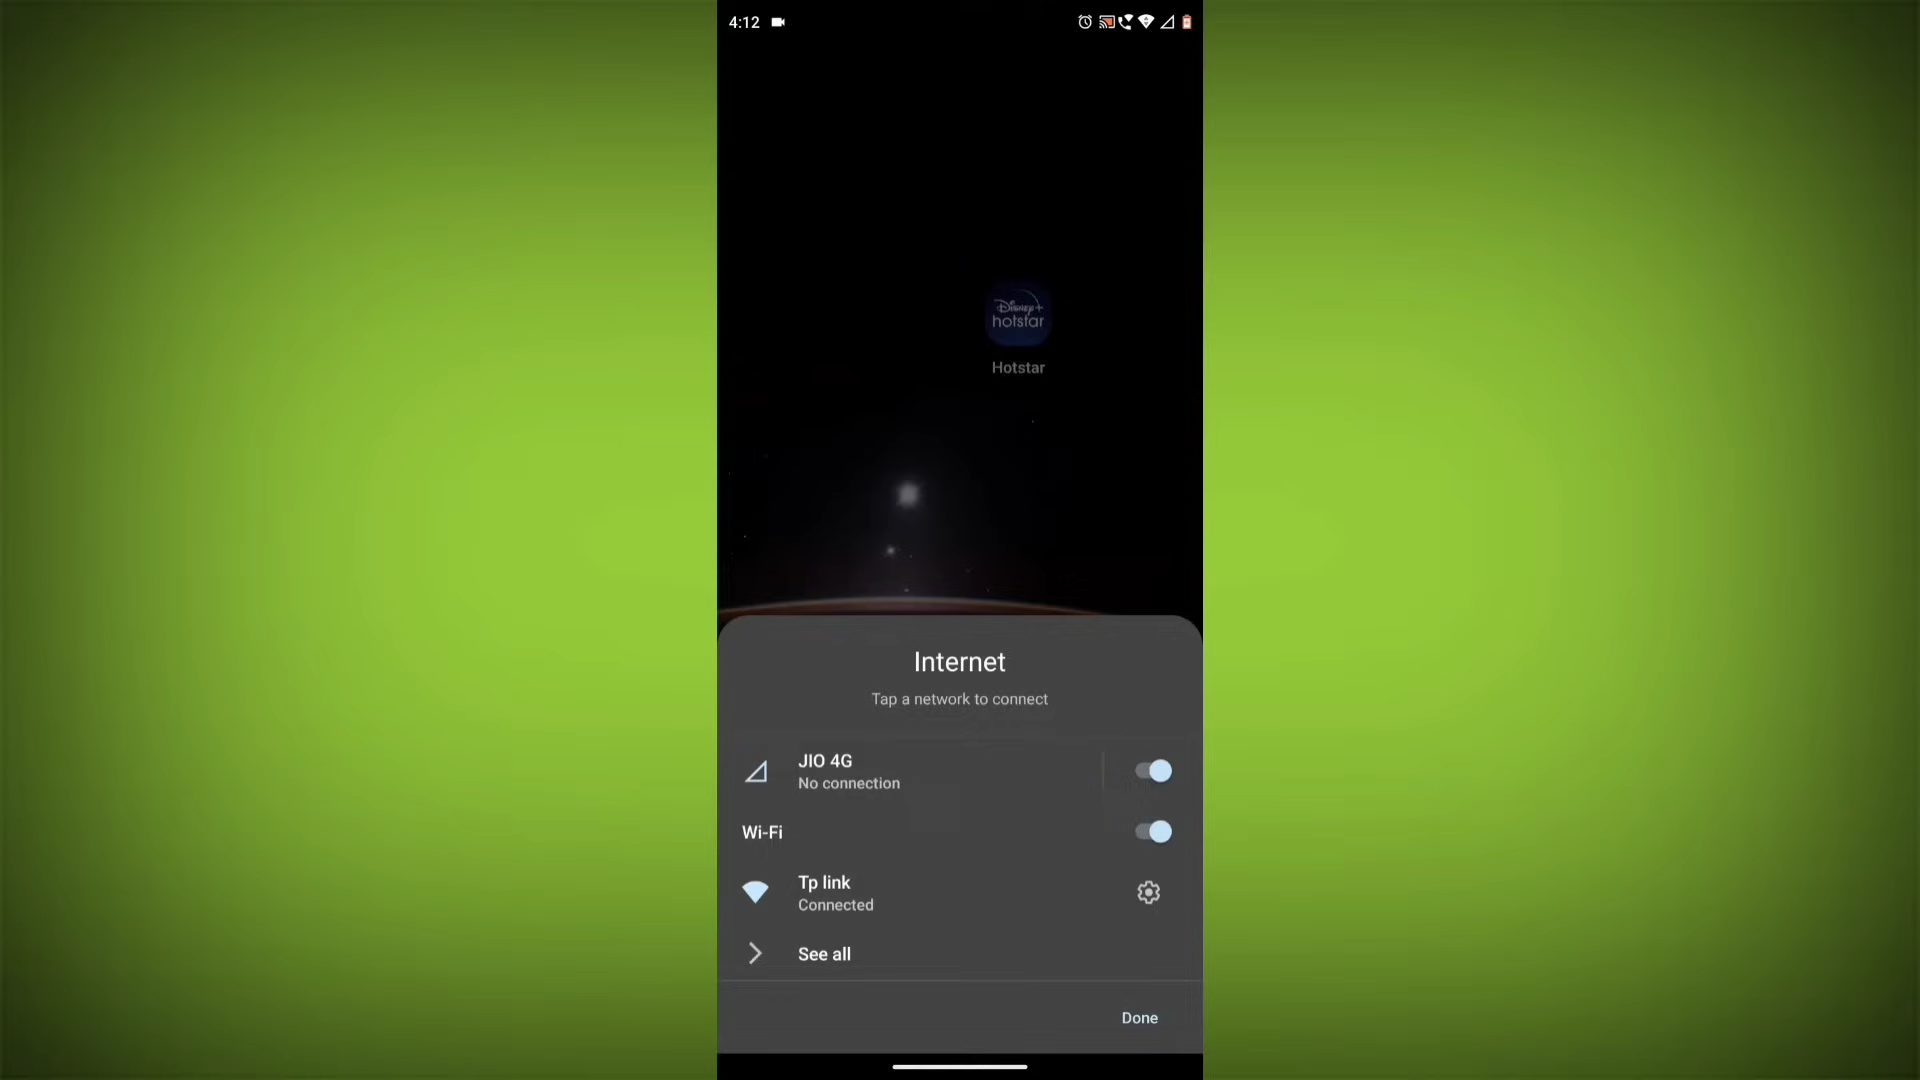 4:12
Disney+
hotstar
Hotstar
Internet
Tap a network to connect
JIO 4G
No connection
Wi-Fi
Tp link
Connected
See all
Done